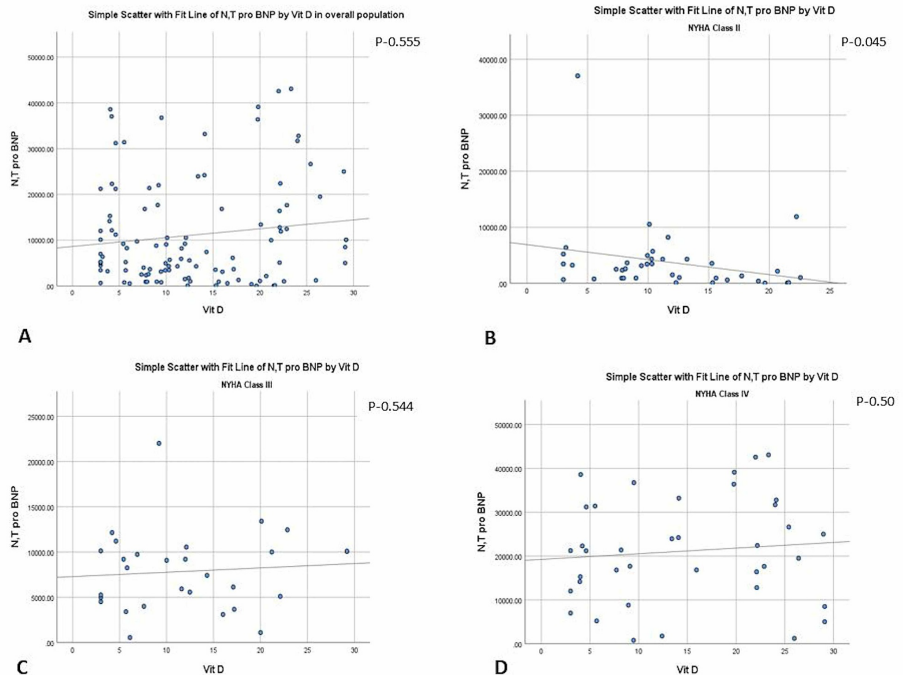 Simple Scatter with Fit Line of N,T pro BNP by Vit D in overall population
P-0.555
50000.00
40000.00
30000.00
20000.00
10000.00
.00
N,T pro BNP
0 5 10 15 20 25 30
Vit D
A
Simple Scatter with Fit Line of N,T pro BNP by Vit D
NYHA Class II
P-0.045
40000.00
30000.00
20000.00
10000.00
.00
N,T pro BNP
0 5 10 15 20 25
Vit D
B
Simple Scatter with Fit Line of N,T pro BNP by Vit D
NYHA Class III
P-0.544
25000.00
20000.00
15000.00
10000.00
5000.00
.00
N,T pro BNP
0 5 10 15 20 25 30
Vit D
C
Simple Scatter with Fit Line of N,T pro BNP by Vit D
NYHA Class IV
P-0.50
50000.00
40000.00
30000.00
20000.00
10000.00
.00
N,T pro BNP
0 5 10 15 20 25 30
Vit D
D